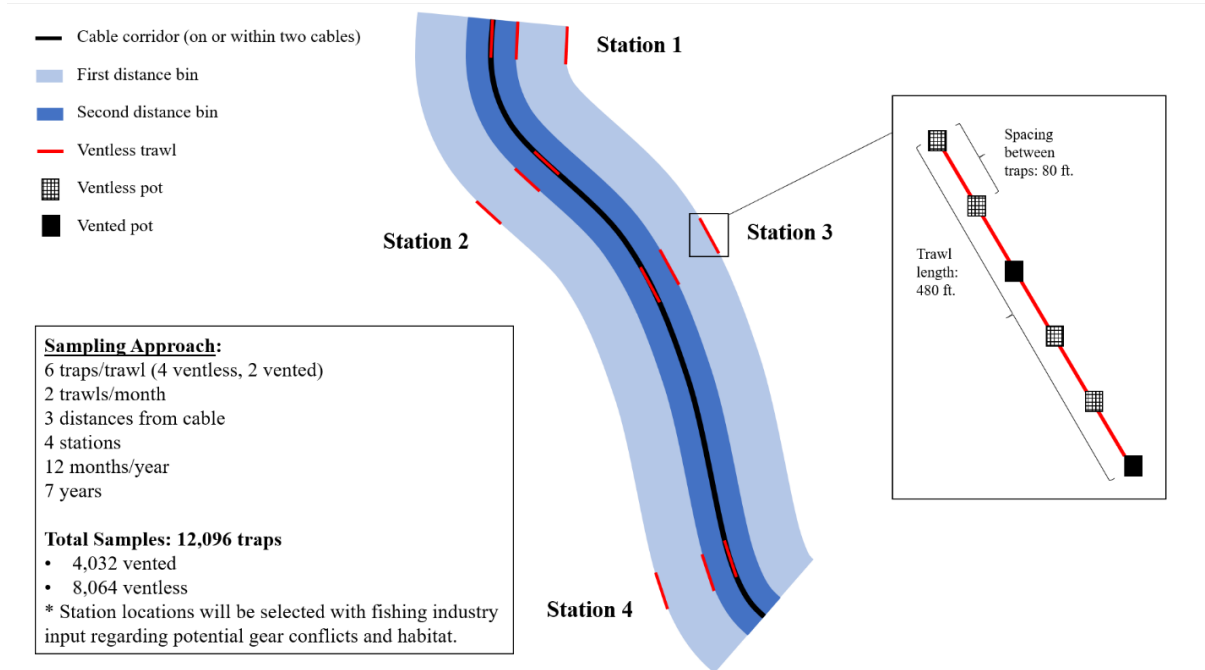 Cable corridor (on or within two cables)
First distance bin
Second distance bin
Ventless trawl
Ventless pot
Vented pot
Station 1
Station 2
Station 3
Station 4
Spacing
between
traps: 80 ft.
Trawl
length:
480 ft.
Sampling Approach:
6 traps/trawl (4 ventless, 2 vented)
2 trawls/month
3 distances from cable
4 stations
12 months/year
7 years
Total Samples: 12,096 traps
• 4,032 vented
• 8,064 ventless
* Station locations will be selected with fishing industry
input regarding potential gear conflicts and habitat.